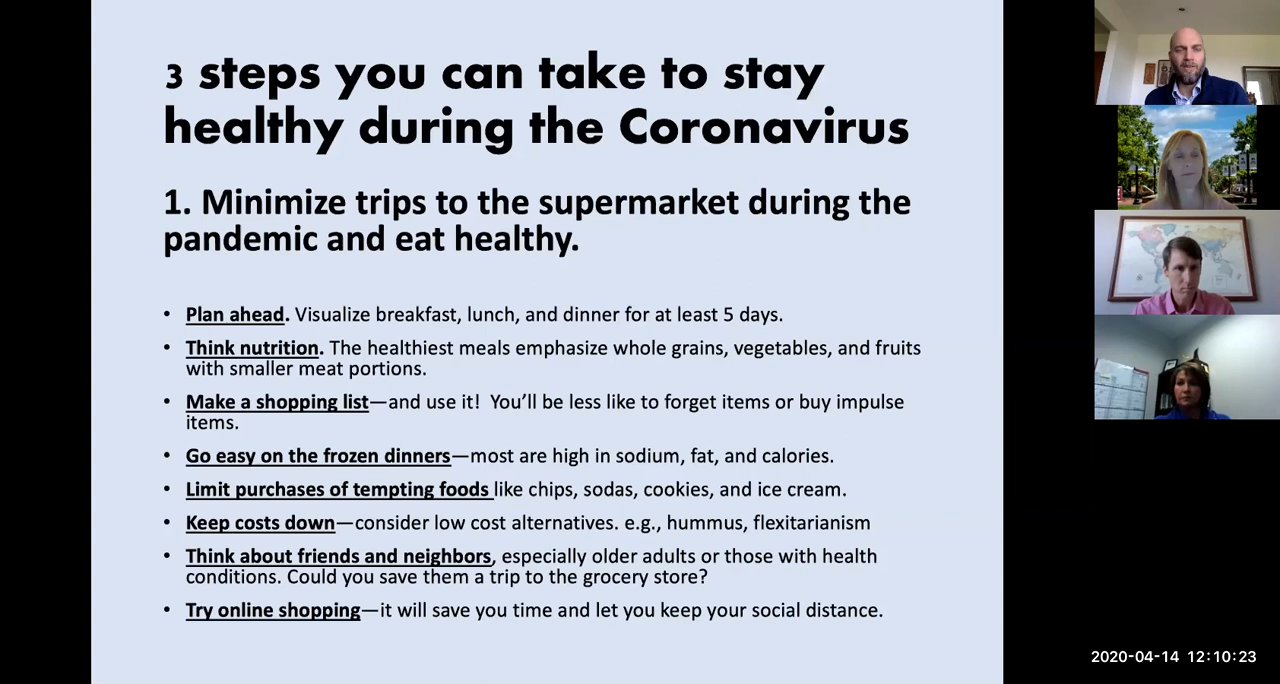 3 steps you can take to stay
healthy during the Coronavirus
1. Minimize trips to the supermarket during the
pandemic and eat healthy.
• Plan ahead. Visualize breakfast, lunch, and dinner for at least 5 days.
• Think nutrition. The healthiest meals emphasize whole grains, vegetables, and fruits
with smaller meat portions.
• Make a shopping list—and use it!  You’ll be less like to forget items or buy impulse
items.
• Go easy on the frozen dinners—most are high in sodium, fat, and calories.
• Limit purchases of tempting foods like chips, sodas, cookies, and ice cream.
• Keep costs down—consider low cost alternatives. e.g., hummus, flexitarianism
• Think about friends and neighbors, especially older adults or those with health
conditions. Could you save them a trip to the grocery store?
• Try online shopping—it will save you time and let you keep your social distance.
2020-04-14 12:10:23